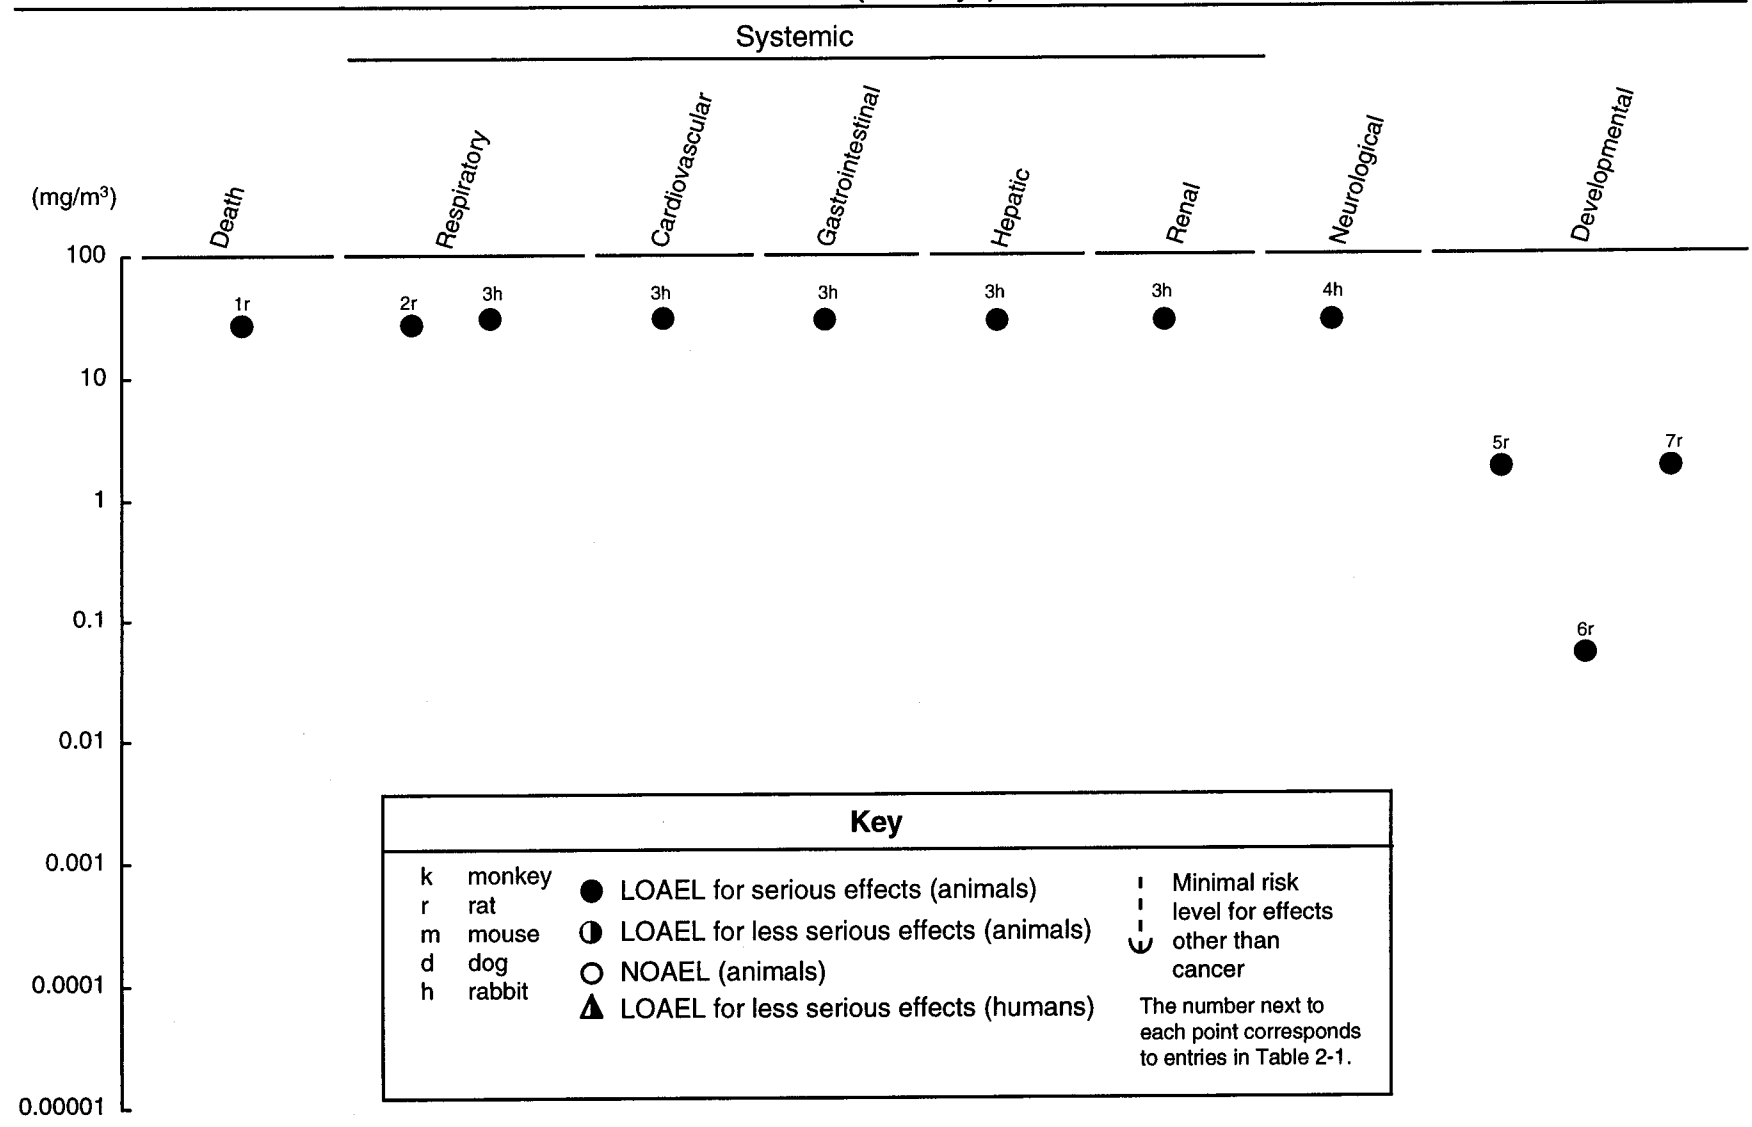 Systemic
(mg/m³)
Death
Respiratory
Cardiovascular
Gastrointestinal
Hepatic
Renal
Neurological
Developmental
100
1r
2r
3h
3h
3h
3h
3h
4h
10
5r
7r
1
0.1
6r
0.01
0.001
0.0001
0.00001
Key
k monkey
r rat
m mouse
d dog
h rabbit
LOAEL for serious effects (animals)
LOAEL for less serious effects (animals)
NOAEL (animals)
LOAEL for less serious effects (humans)
Minimal risk
level for effects
other than
cancer
The number next to
each point corresponds
to entries in Table 2-1.